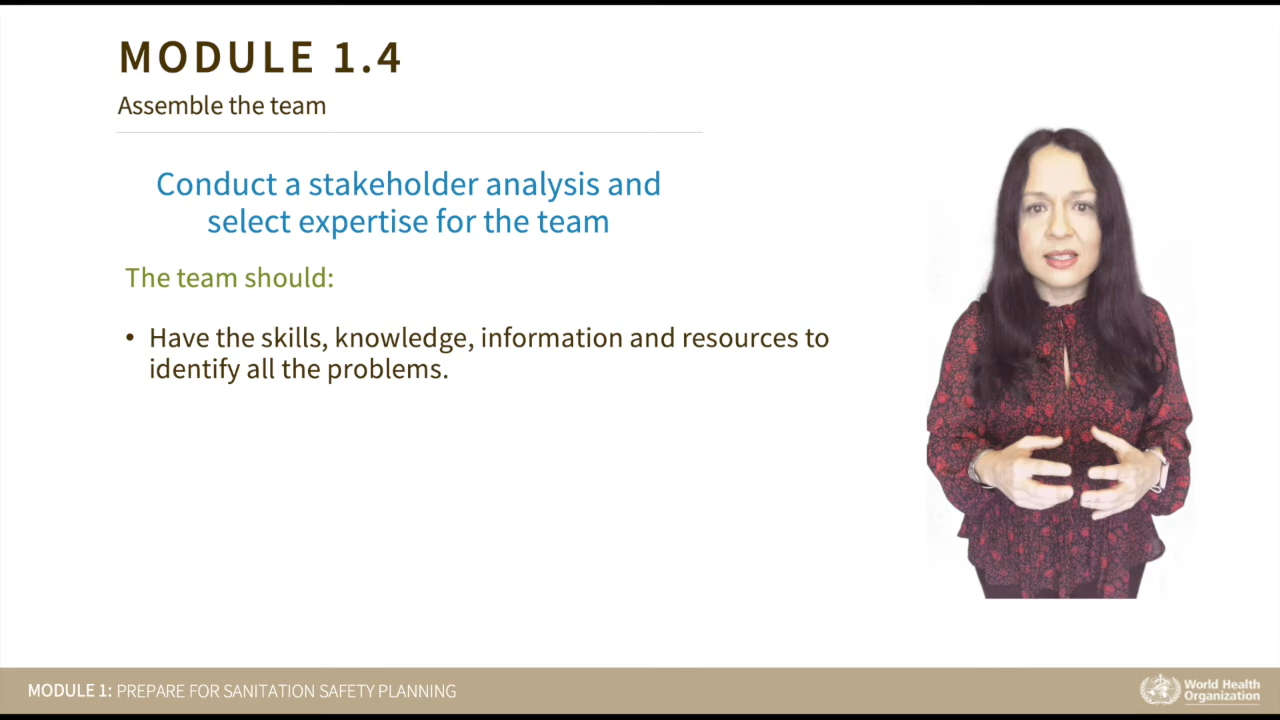 MODULE 1.4
Assemble the team
Conduct a stakeholder analysis and
select expertise for the team
The team should:
• Have the skills, knowledge, information and resources to
identify all the problems.
MODULE 1: PREPARE FOR SANITATION SAFETY PLANNING
World Health
Organization